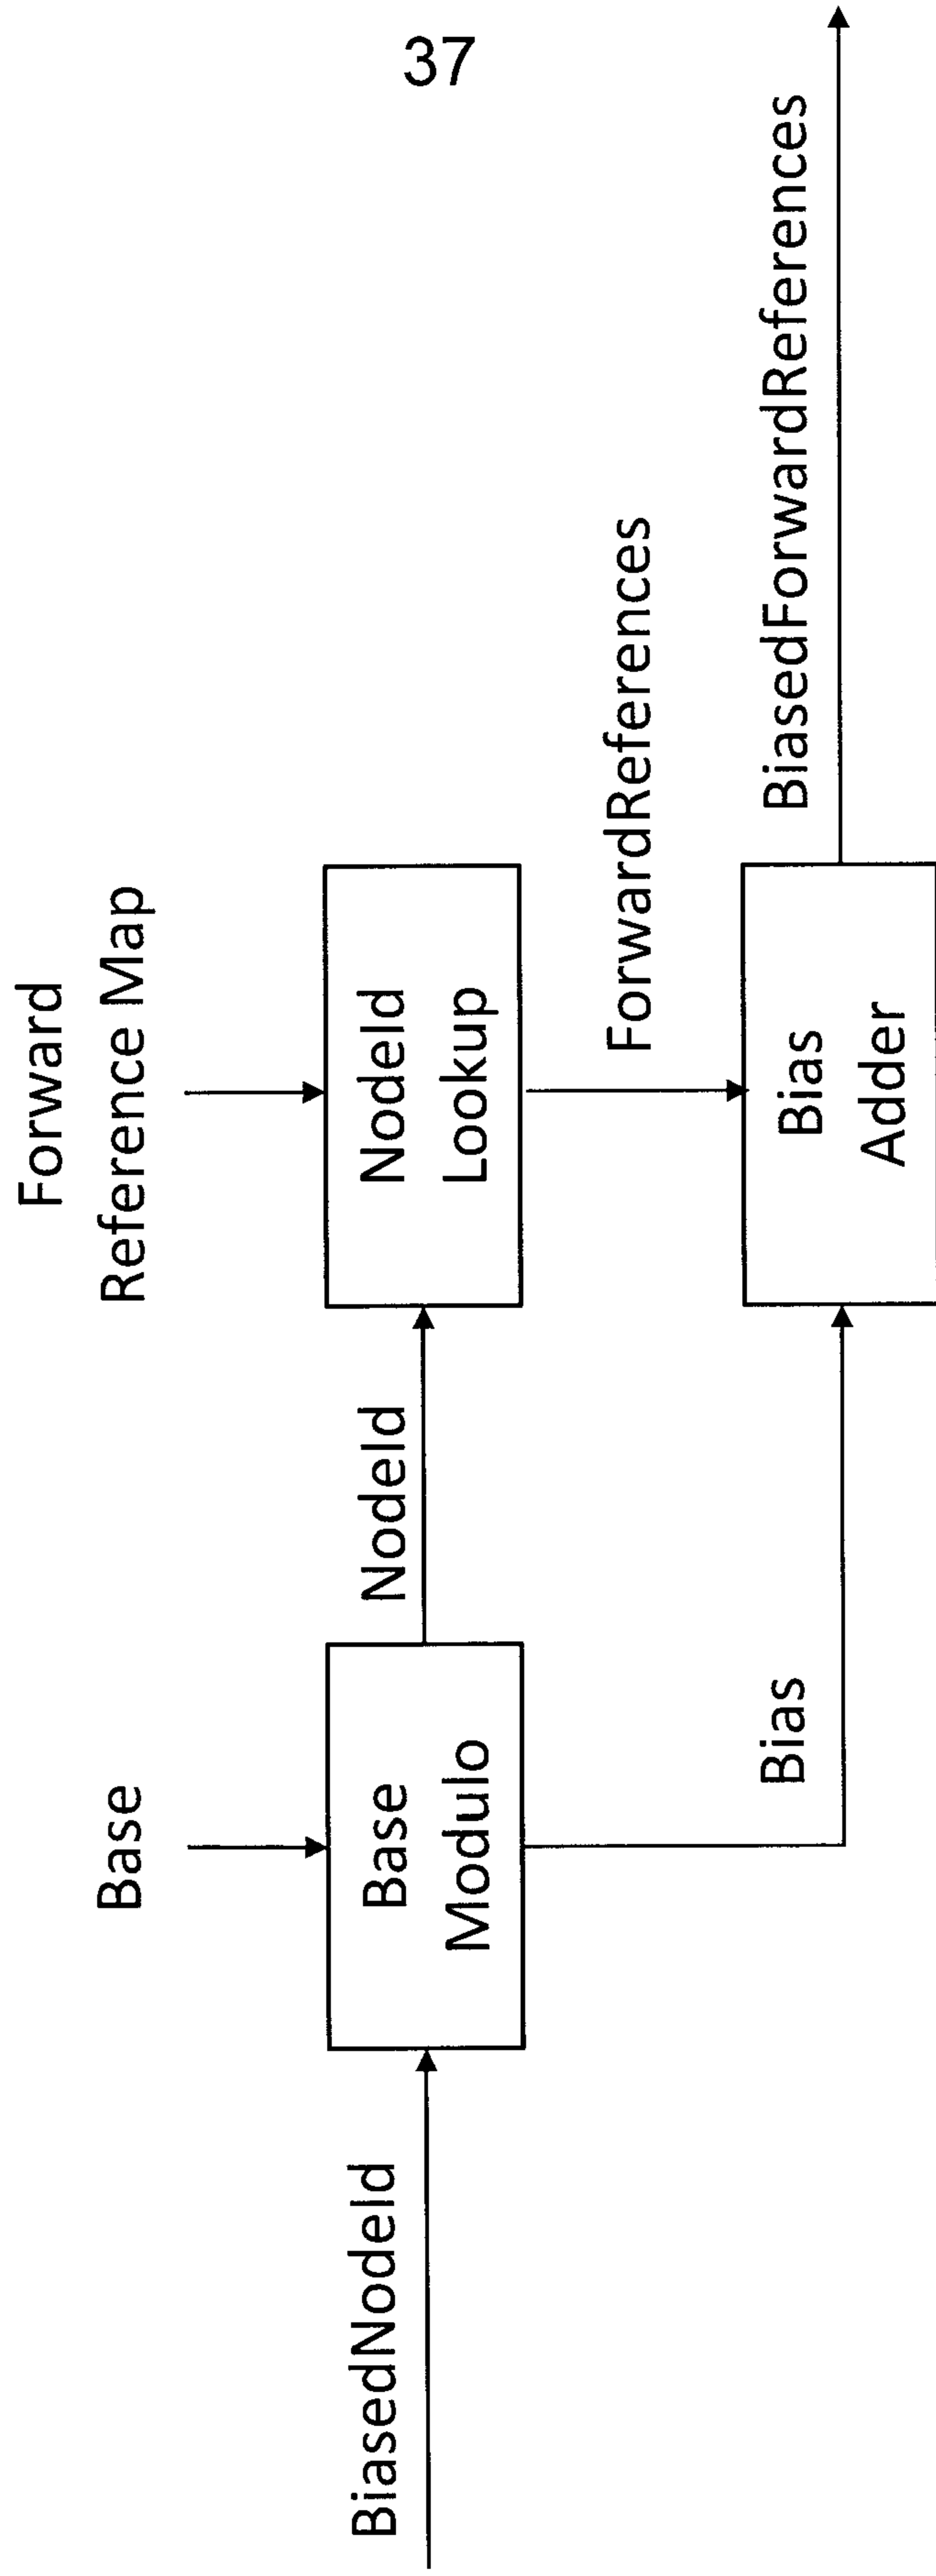 37
Forward
Reference Map
Base
BiasedNodeId
Base
Modulo
NodeId
NodeId
Lookup
ForwardReferences
Bias
Bias
Adder
BiasedForwardReferences